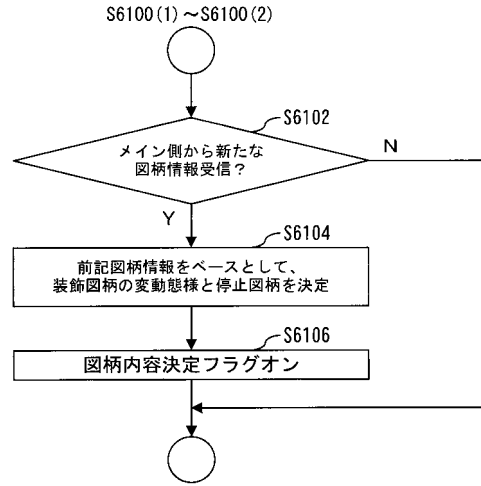 S6100(1)～S6100(2)
S6102
メイン側から新たな
図柄情報受信？
N
Y
S6104
前記図柄情報をベースとして、
装飾図柄の変動態様と停止図柄を決定
S6106
図柄内容決定フラグオン